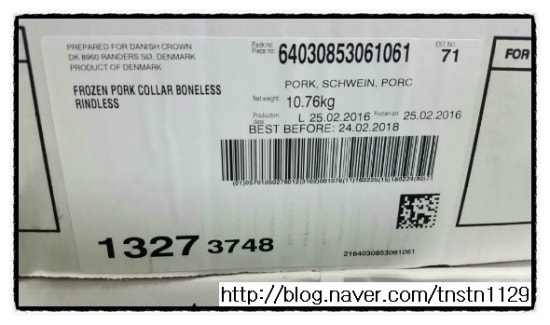 PREPARED FOR DANISH CROWN
DK 8960 RANDERS SØ, DENMARK
PRODUCT OF DENMARK
FROZEN PORK COLLAR BONELESS
RINDLESS
Pack no:
Piece no:
64030853061061
EST NO
71
PORK, SCHWEIN, PORC
Net weight: 10.76kg
Production date L 25.02.2016 Frozen on 25.02.2016
BEST BEFORE: 24.02.2018
1327 3748
2164030853061061
FOR
http://blog.naver.com/tnstn1129